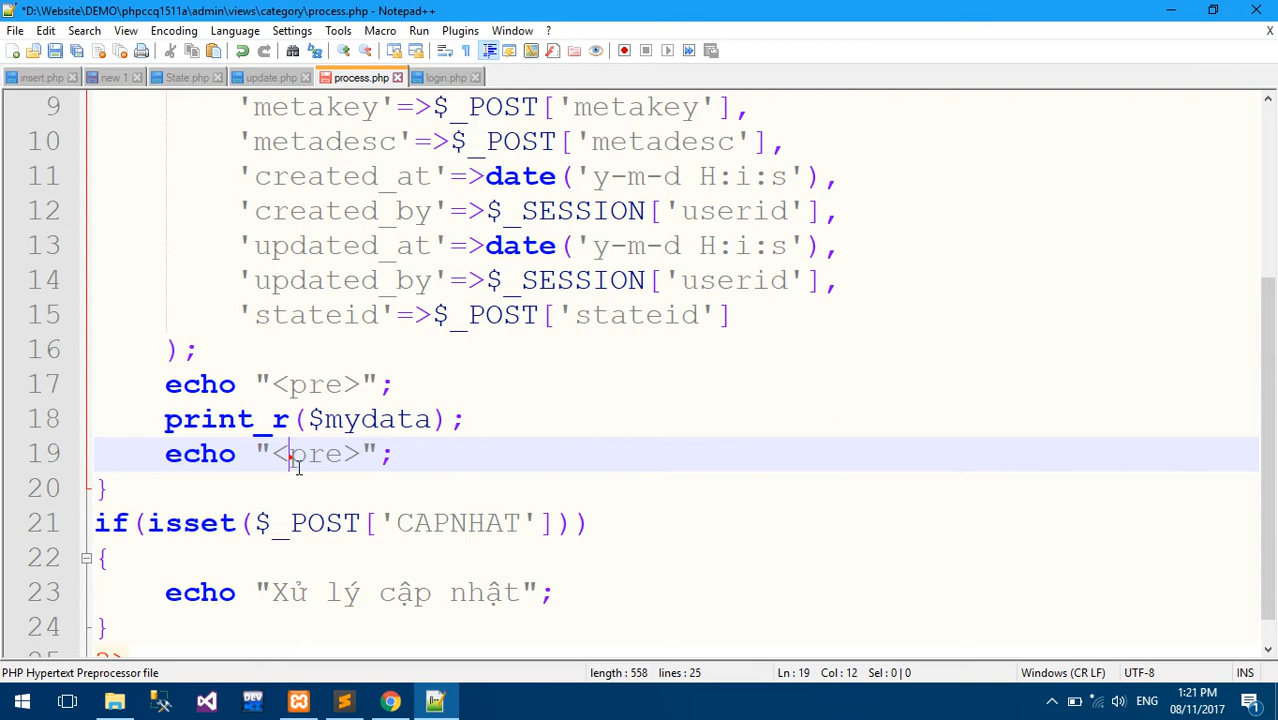 *D:\Website\DEMO\phpccq1511a\admin\views\category\process.php - Notepad++
File Edit Search View Encoding Language Settings Tools Macro Run Plugins Window ? X
insert.php new 1 State.php update.php process.php login.php
9 'metakey'=>$_POST['metakey'],
10 'metadesc'=>$_POST['metadesc'],
11 'created_at'=>date('y-m-d H:i:s'),
12 'created_by'=>$_SESSION['userid'],
13 'updated_at'=>date('y-m-d H:i:s'),
14 'updated_by'=>$_SESSION['userid'],
15 'stateid'=>$_POST['stateid']
16 );
17 echo "<pre>";
18 print_r($mydata);
19 echo "<pre>";
20 }
21 if(isset($_POST['CAPNHAT']))
22 {
23 echo "Xử lý cập nhật";
24 }
25 ?>
PHP Hypertext Preprocessor file length : 558 lines : 25 Ln : 19 Col : 12 Sel : 0 | 0 Windows (CR LF) UTF-8 INS
DEV ENG 1:21 PM
08/11/2017 1